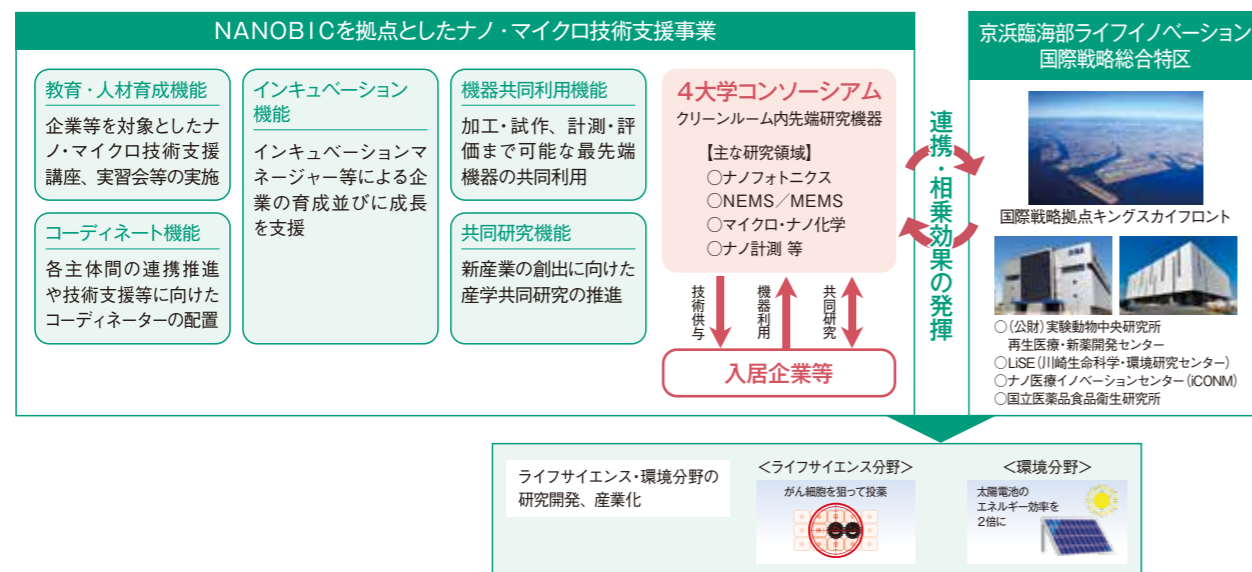 NANOBICを拠点としたナノ・マイクロ技術支援事業
教育・人材育成機能
企業等を対象としたナ
ノ・マイクロ技術支援
講座、実習会等の実施
コーディネート機能
各主体間の連携推進
や技術支援等に向けた
コーディネーターの配置
インキュベーション
機能
インキュベーションマ
ネージャー等による企
業の育成並びに成長
を支援
機器共同利用機能
加工・試作、計測・評
価まで可能な最先端
機器の共同利用
共同研究機能
新産業の創出に向けた
産学共同研究の推進
4大学コンソーシアム
クリーンルーム内先端研究機器
【主な研究領域】
○ナノフォトニクス
○NEMS／MEMS
○マイクロ・ナノ化学
○ナノ計測 等
技術供与
機器利用
共同研究
入居企業等
連携・相乗効果の発揮
京浜臨海部ライフイノベーション
国際戦略総合特区
国際戦略拠点キングスカイフロント
○(公財)実験動物中央研究所
再生医療・新薬開発センター
○LiSE(川崎生命科学・環境研究センター)
○ナノ医療イノベーションセンター(iCONM)
○国立医薬品食品衛生研究所
ライフサイエンス・環境分野の
研究開発、産業化
＜ライフサイエンス分野＞
がん細胞を狙って投薬
＜環境分野＞
太陽電池の
エネルギー効率を
2倍に